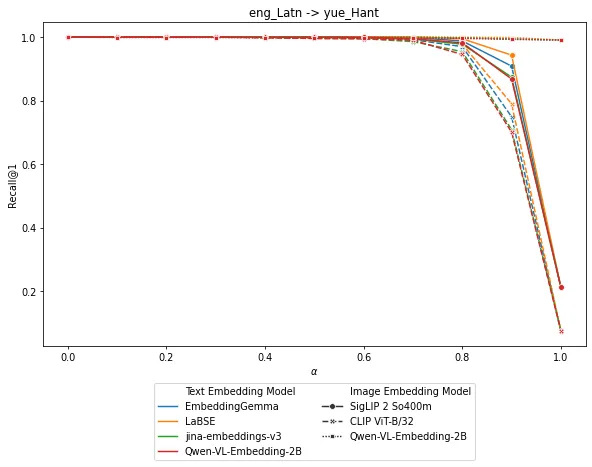 eng_Latn -> yue_Hant
1.0
0.8
0.6
0.4
0.2
Recall@1
0.0 0.2 0.4 0.6 0.8 1.0
α
Text Embedding Model Image Embedding Model
EmbeddingGemma SigLIP 2 So400m
LaBSE CLIP ViT-B/32
jina-embeddings-v3 Qwen-VL-Embedding-2B
Qwen-VL-Embedding-2B